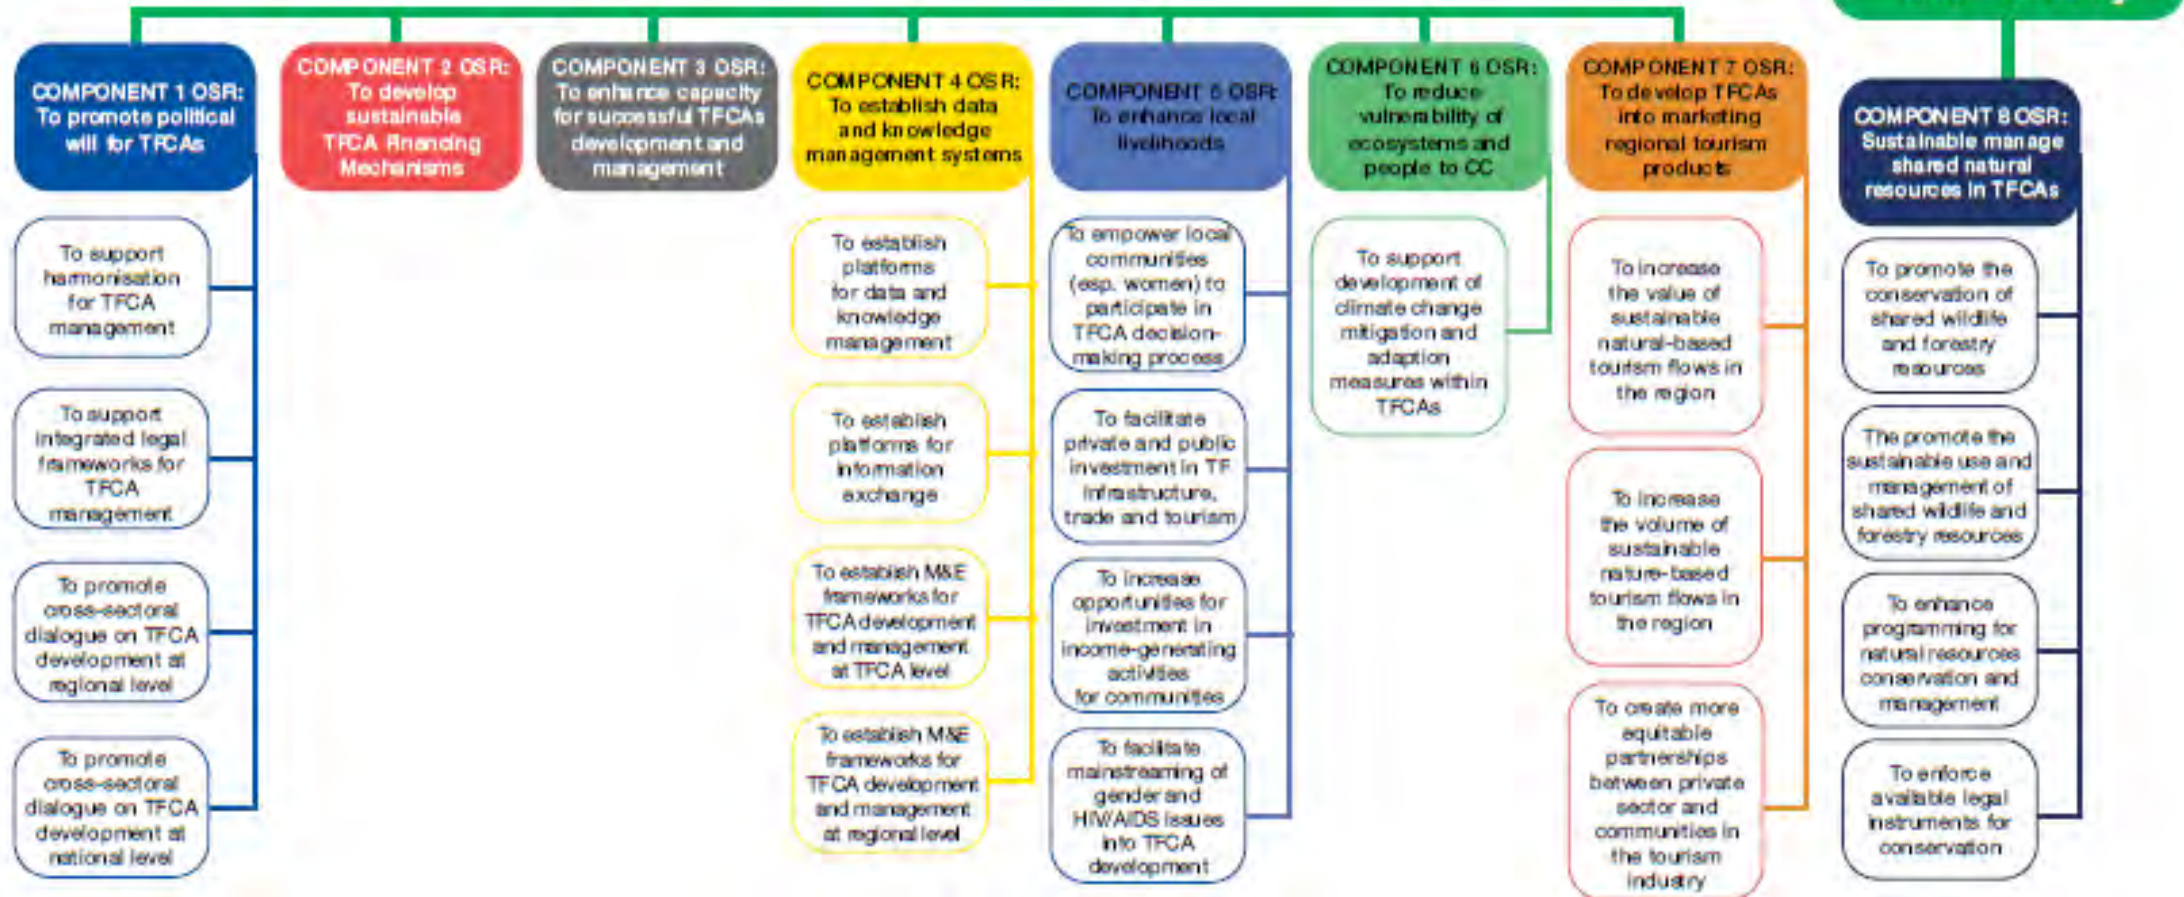 COMPONENT 1 OSR:
To promote political
will for TFCAs
To support
harmonisation
for TFCA
management
To support
integrated legal
frameworks for
TFCA
management
To promote
cross-sectoral
dialogue on TFCA
development at
regional level
To promote
cross-sectoral
dialogue on TFCA
development at
national level
COMPONENT 2 OSR:
To develop
sustainable
TFCA Financing
Mechanisms
COMPONENT 3 OSR:
To enhance capacity
for successful TFCAs
development and
management
COMPONENT 4 OSR:
To establish data
and knowledge
management systems
To establish
platforms
for data and
knowledge
management
To establish
platforms for
information
exchange
To establish M&E
frameworks for
TFCA development
and management
at TFCA level
To establish M&E
frameworks for
TFCA development
and management
at regional level
COMPONENT 5 OSR:
To enhance local
livelihoods
To empower local
communities
(esp. women) to
participate in
TFCA decision-
making process
To facilitate
private and public
investment in TF
infrastructure,
trade and tourism
To increase
opportunities for
investment in
income-generating
activities
for communities
To facilitate
mainstreaming of
gender and
HIV/AIDS issues
into TFCA
development
COMPONENT 6 OSR:
To reduce
vulnerability of
ecosystems and
people to CC
To support
development of
climate change
mitigation and
adaption
measures within
TFCAs
COMPONENT 7 OSR:
To develop TFCAs
into marketing
regional tourism
products
To increase
the value of
sustainable
natural-based
tourism flows in
the region
To increase
the volume of
sustainable
nature-based
tourism flows in
the region
To create more
equitable
partnerships
between private
sector and
communities in
the tourism
industry
COMPONENT 8 OSR:
Sustainable manage
shared natural
resources in TFCAs
To promote the
conservation of
shared wildlife
and forestry
resources
The promote the
sustainable use and
management of
shared wildlife and
forestry resources
To enhance
programming for
natural resources
conservation and
management
To enforce
available legal
instruments for
conservation